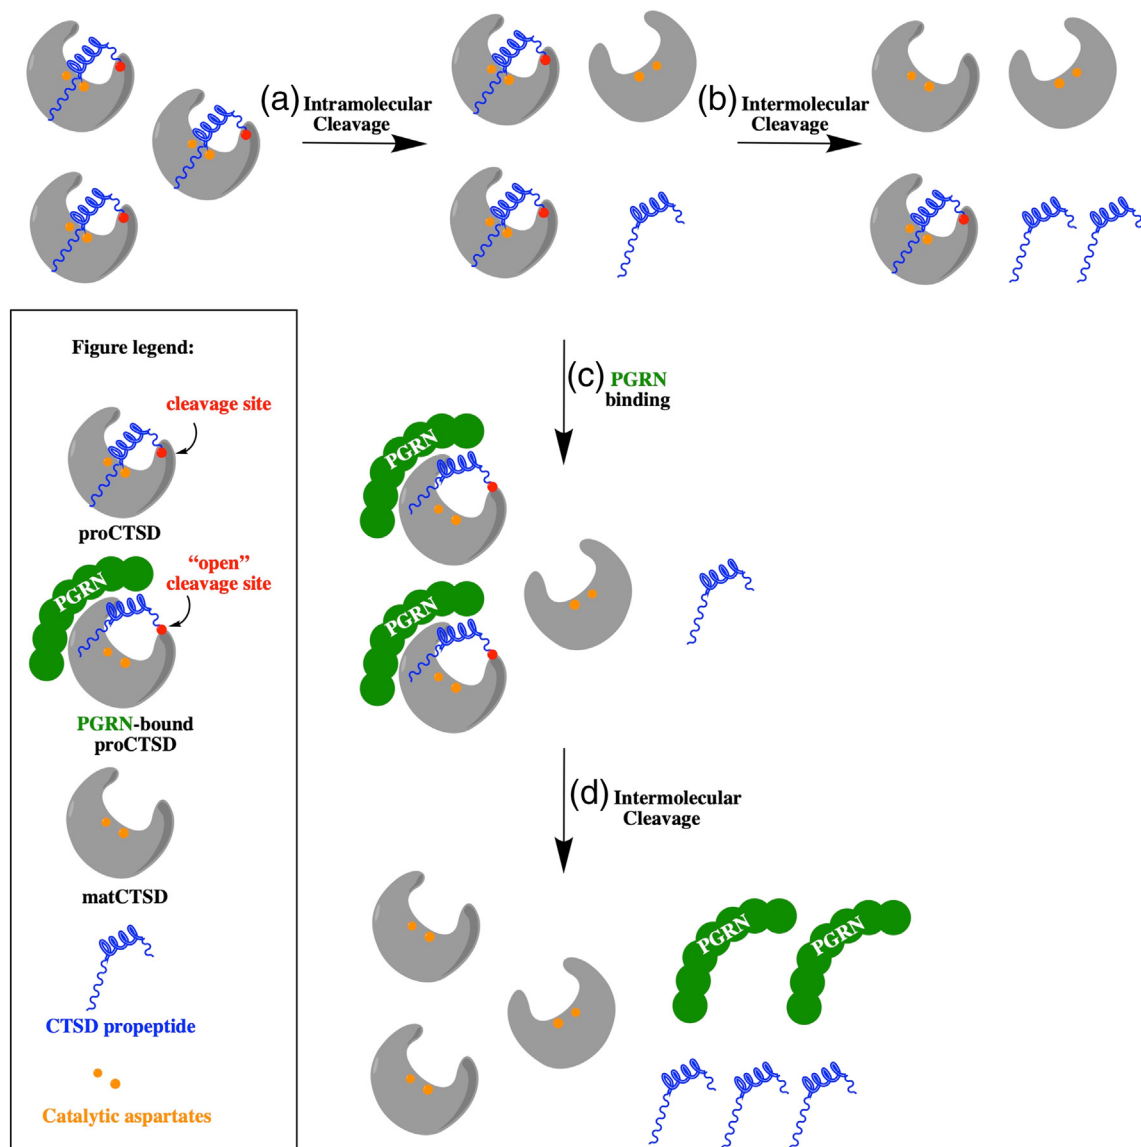 (a) Intramolecular
Cleavage
(b) Intermolecular
Cleavage
Figure legend:
cleavage site
proCTSD
"open"
cleavage site
PGRN
PGRN-bound
proCTSD
matCTSD
CTSD propeptide
Catalytic aspartates
(c) PGRN
binding
PGRN
PGRN
(d) Intermolecular
Cleavage
PGRN
PGRN